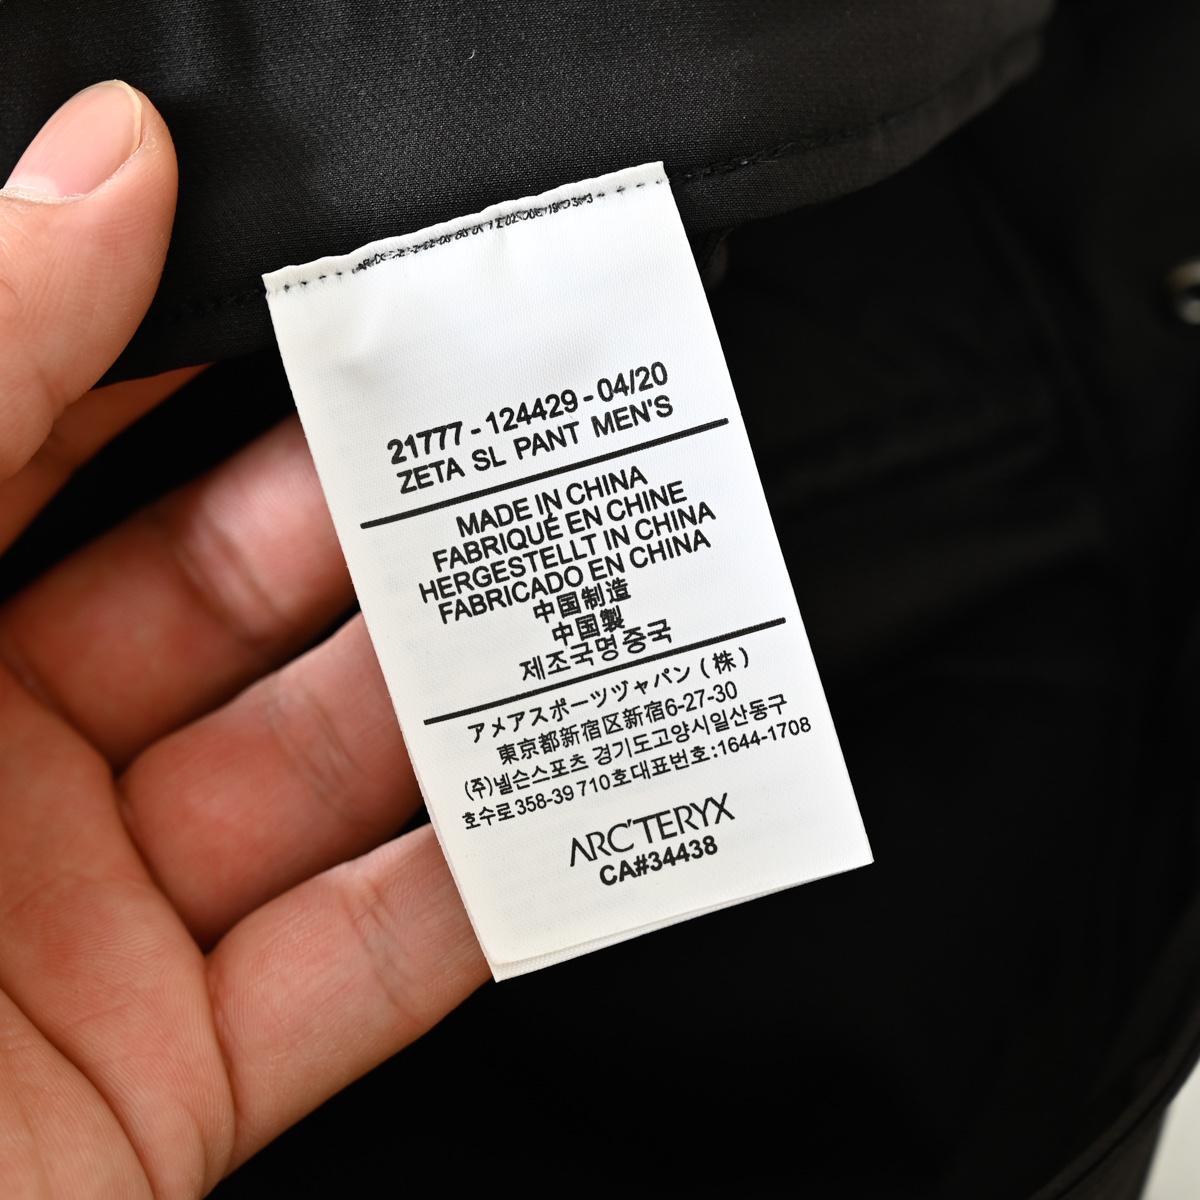 21777 - 124429 - 04/20
ZETA SL PANT MEN'S
MADE IN CHINA
FABRIQUÉ EN CHINE
HERGESTELLT IN CHINA
FABRICADO EN CHINA
中国制造
中国製
제조국명중국
アメアスポーツヅャパン (株)
東京都新宿区新宿6-27-30
(주)넬슨스포츠 경기도고양시일산동구
호수로358-39 710호대표번호:1644-1708
ARC'TERYX
CA#34438